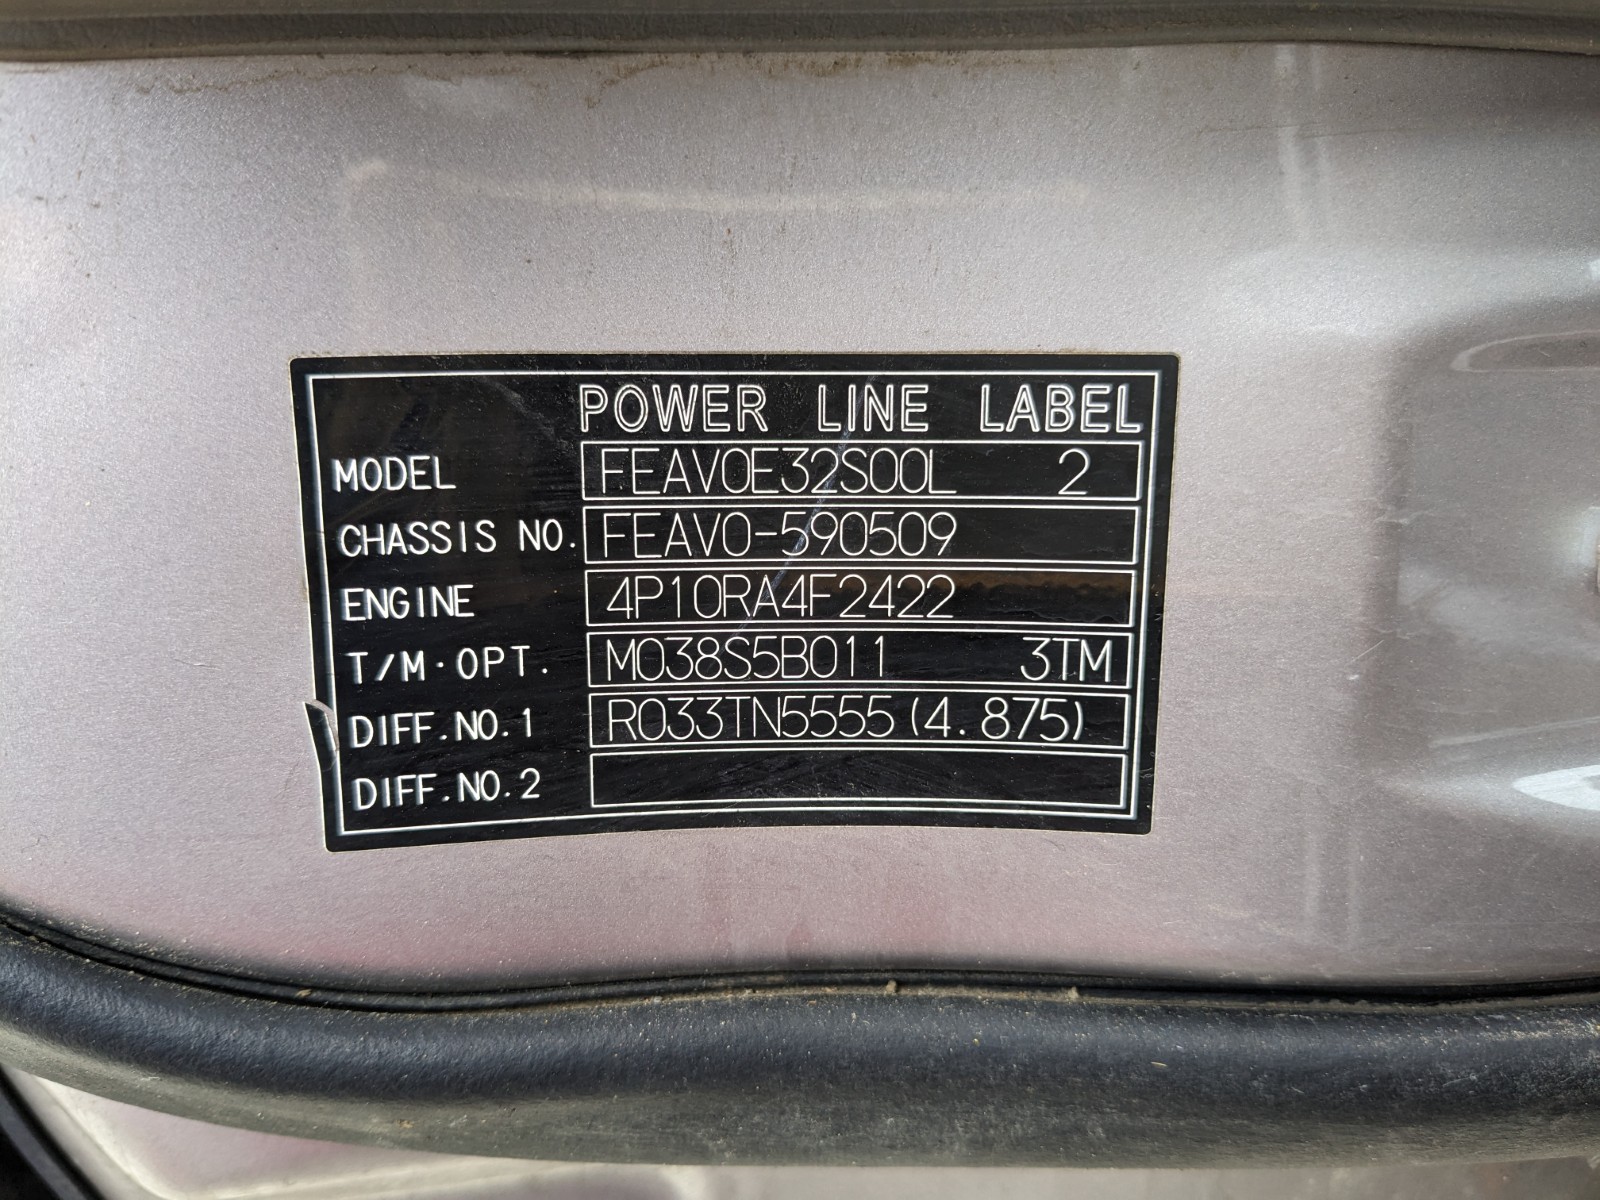 POWER LINE LABEL
MODEL FEAV0E32S00L 2
CHASSIS NO. FEAV0-590509
ENGINE 4P10RA4F2422
T/M·OPT. M038S5B011 3TM
DIFF.NO.1 R033TN5555(4.875)
DIFF.NO.2